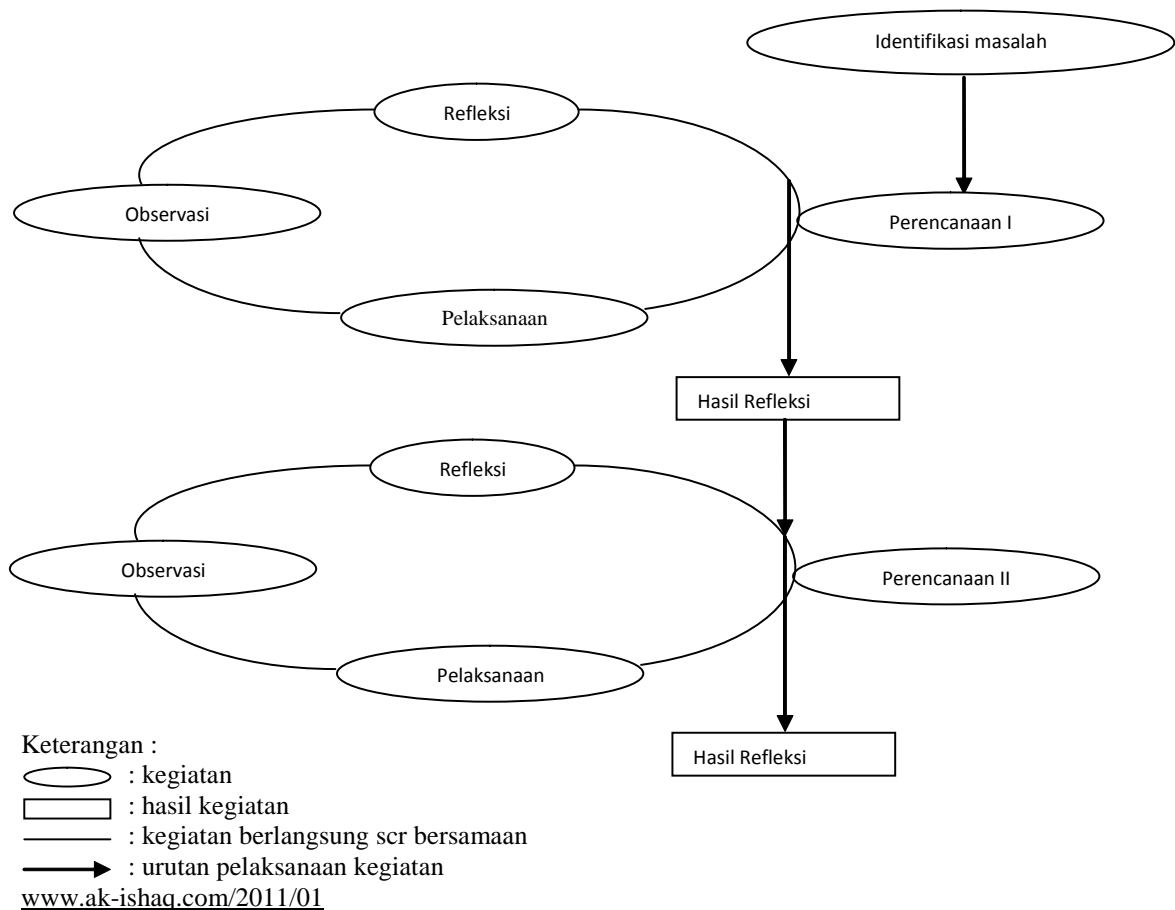 Identifikasi masalah
Refleksi
Observasi
Perencanaan I
Pelaksanaan
Hasil Refleksi
Refleksi
Observasi
Perencanaan II
Pelaksanaan
Hasil Refleksi
Keterangan :
: kegiatan
: hasil kegiatan
: kegiatan berlangsung scr bersamaan
: urutan pelaksanaan kegiatan
www.ak-ishaq.com/2011/01